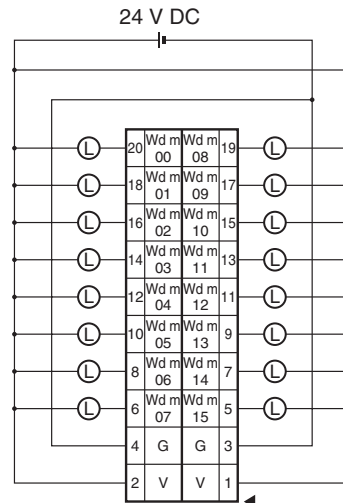 24 V DC
L 20 Wd m 00 Wd m 08 19 L
L 18 Wd m 01 Wd m 09 17 L
L 16 Wd m 02 Wd m 10 15 L
L 14 Wd m 03 Wd m 11 13 L
L 12 Wd m 04 Wd m 12 11 L
L 10 Wd m 05 Wd m 13 9 L
L 8 Wd m 06 Wd m 14 7 L
L 6 Wd m 07 Wd m 15 5 L
4 G G 3
2 V V 1